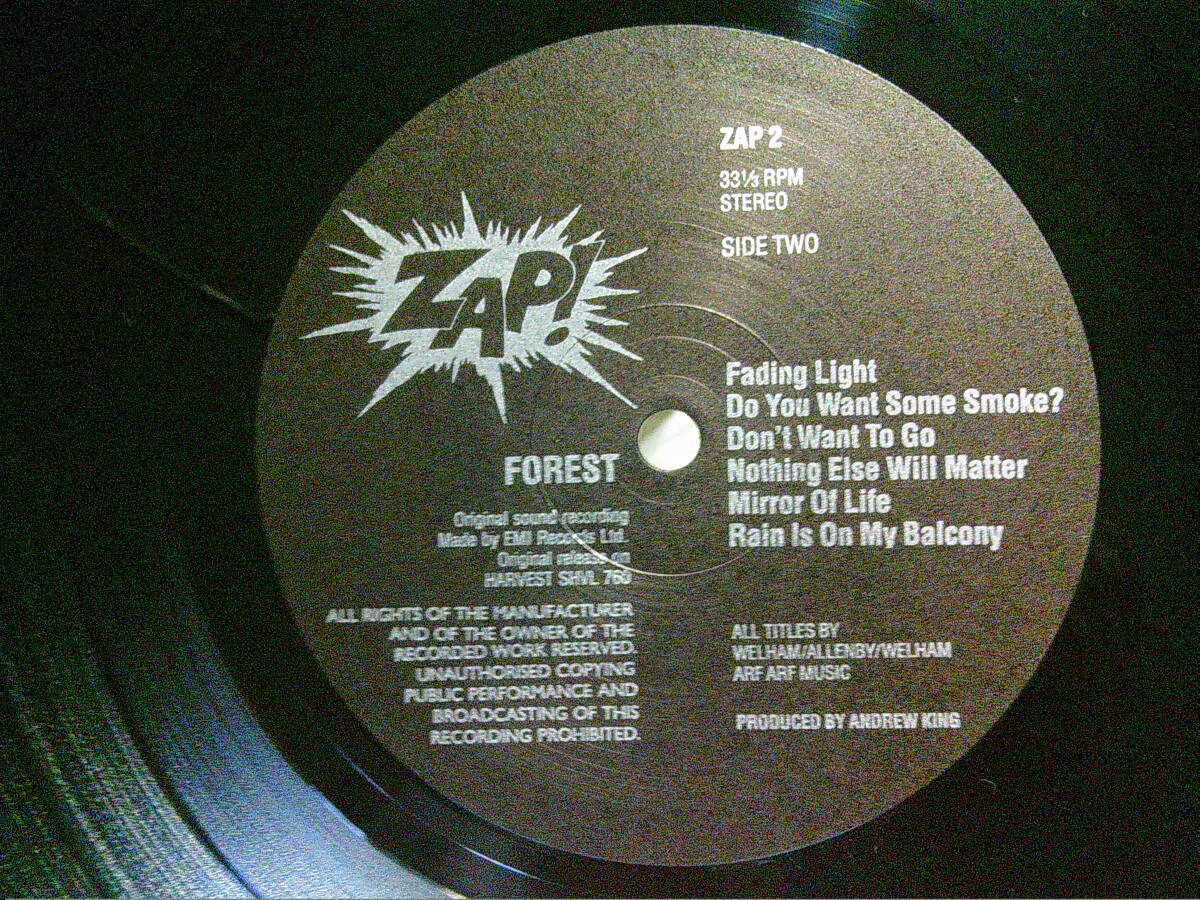 ZAP 2
33⅓ RPM
STEREO
SIDE TWO
ZAP!
Fading Light
Do You Want Some Smoke?
Don't Want To Go
Nothing Else Will Matter
Mirror Of Life
Rain Is On My Balcony
FOREST
Original sound recording
Made by EMI Records Ltd.
Original release on
HARVEST SHVL 760
ALL RIGHTS OF THE MANUFACTURER
AND OF THE OWNER OF THE
RECORDED WORK RESERVED.
UNAUTHORISED COPYING
PUBLIC PERFORMANCE AND
BROADCASTING OF THIS
RECORDING PROHIBITED.
ALL TITLES BY
WELHAM/ALLENBY/WELHAM
ARF ARF MUSIC
PRODUCED BY ANDREW KING